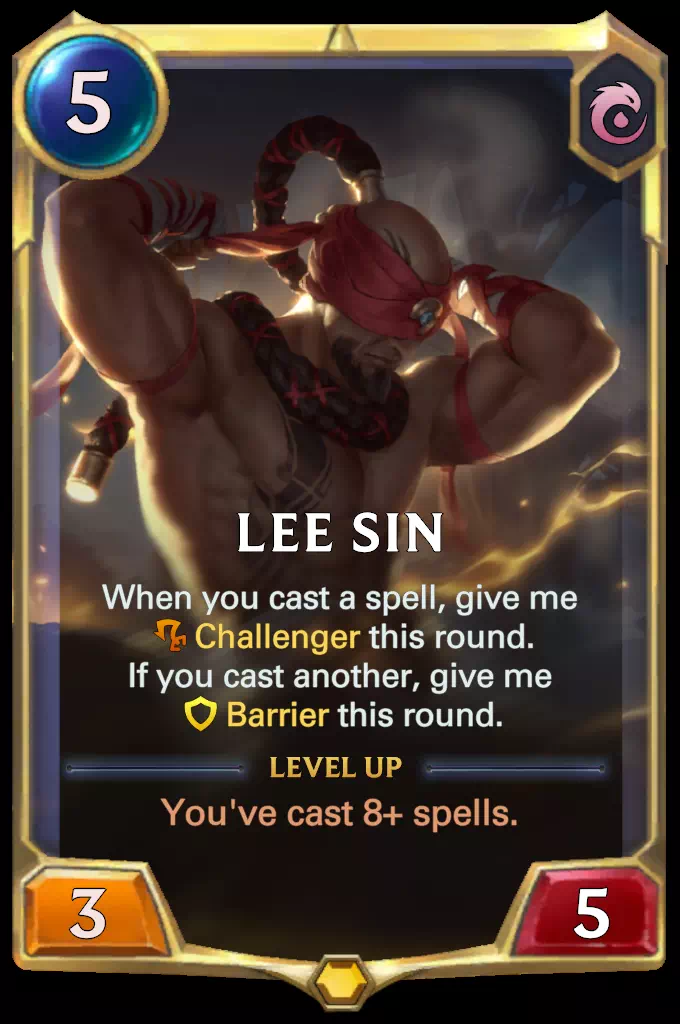 5
LEE SIN
When you cast a spell, give me
Challenger this round.
If you cast another, give me
Barrier this round.
LEVEL UP
You've cast 8+ spells.
3
5